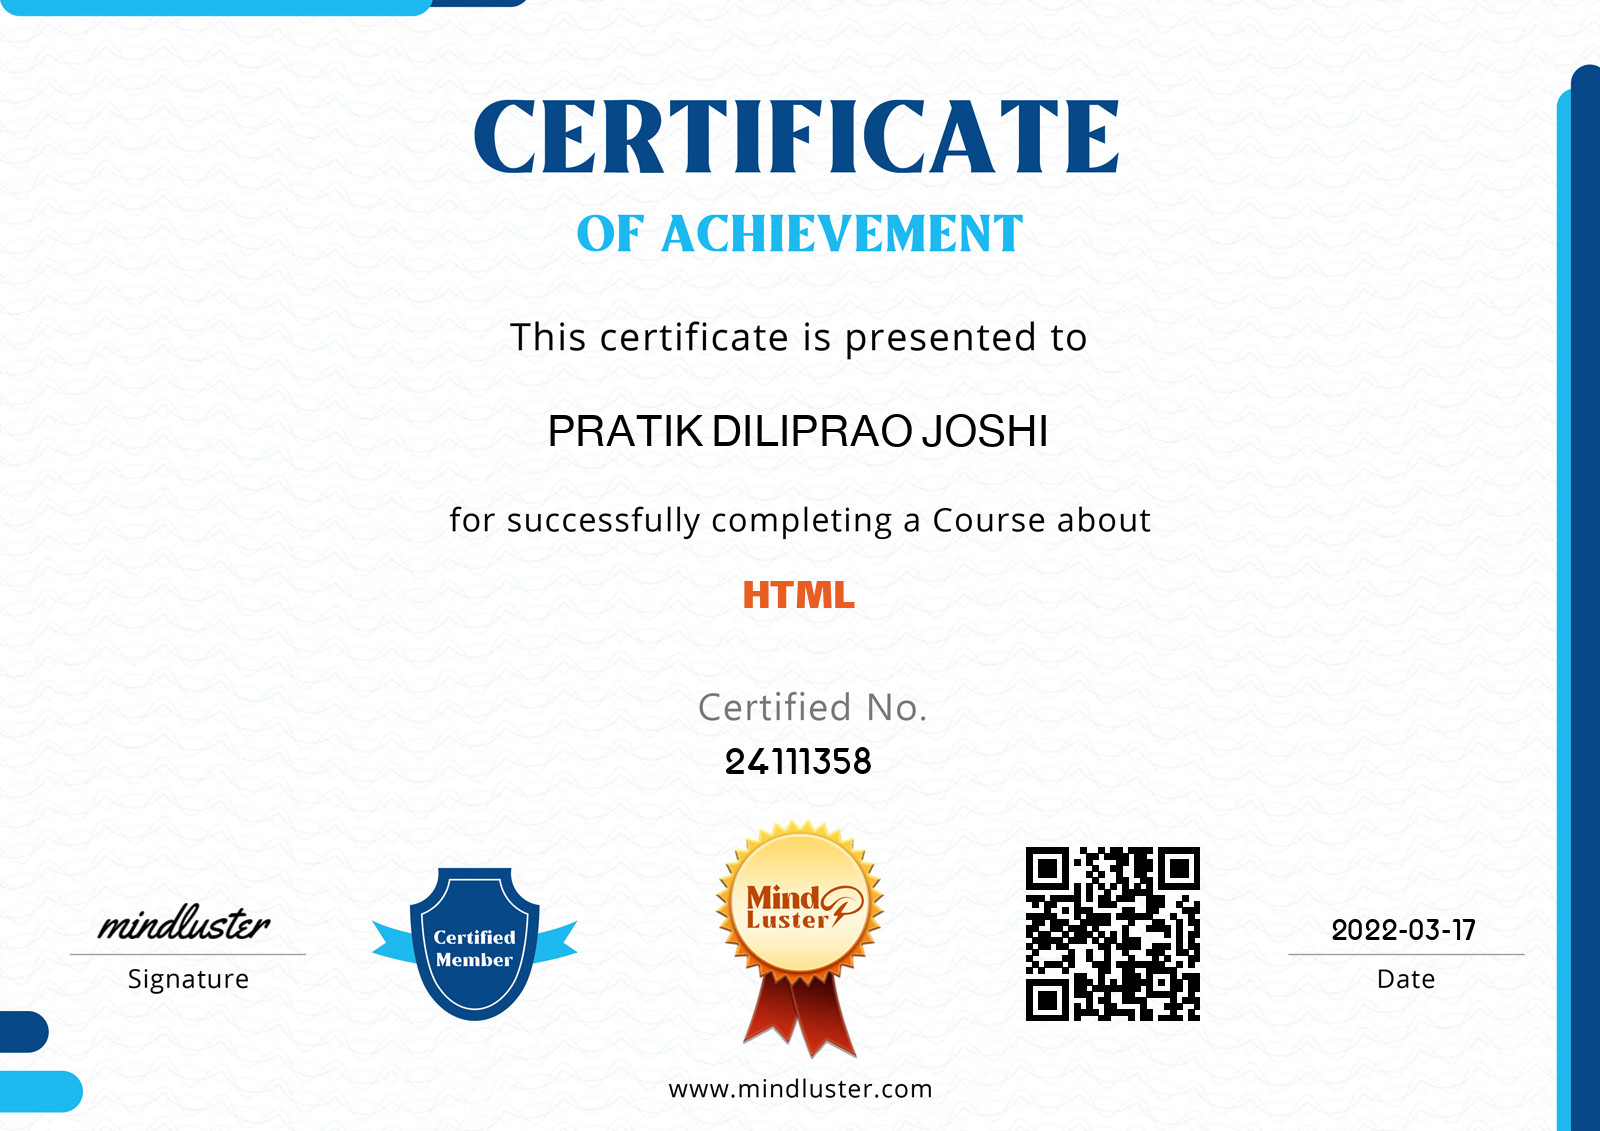 CERTIFICATE
OF ACHIEVEMENT
This certificate is presented to
PRATIK DILIPRAO JOSHI
for successfully completing a Course about
HTML
Certified No.
24111358
mindluster
Signature
Certified
Member
Mind
Luster
2022-03-17
Date
www.mindluster.com